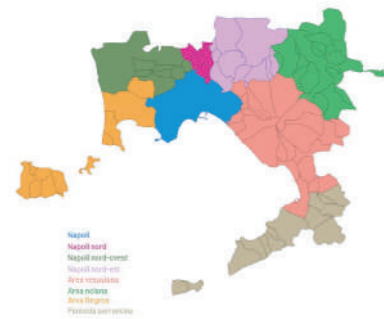 Napoli
Napoli nord
Napoli nord-ovest
Napoli nord-est
Area vesuviana
Area nolana
Area flegrea
Penisola sorrentina